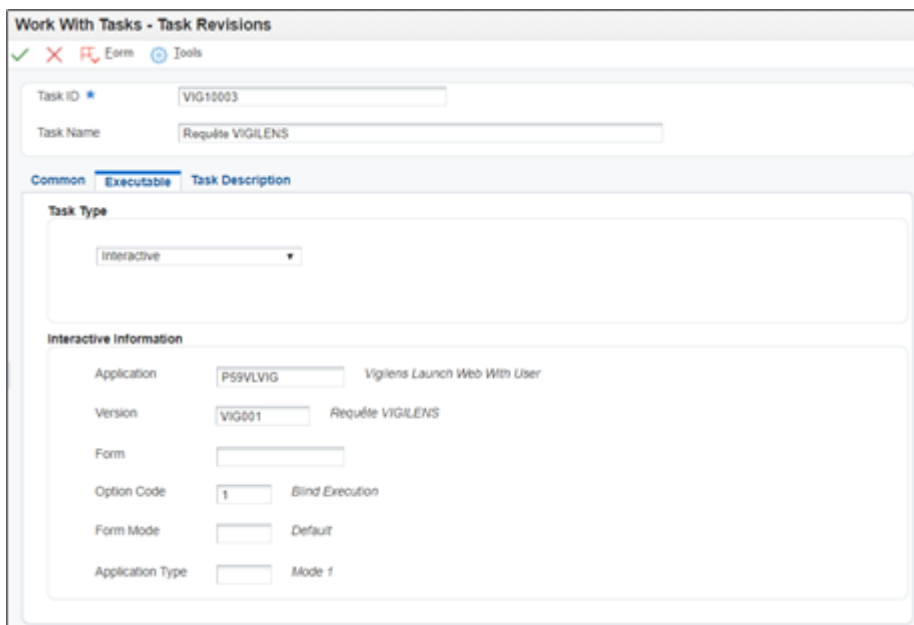 Work With Tasks - Task Revisions
Form Tools
Task ID * VIG10003
Task Name Requête VIGILENS
Common Executable Task Description
Task Type
Interactive
Interactive Information
Application P59VLVIG Vigilens Launch Web With User
Version VIG001 Requête VIGILENS
Form
Option Code 1 Blind Execution
Form Mode Default
Application Type Mode 1